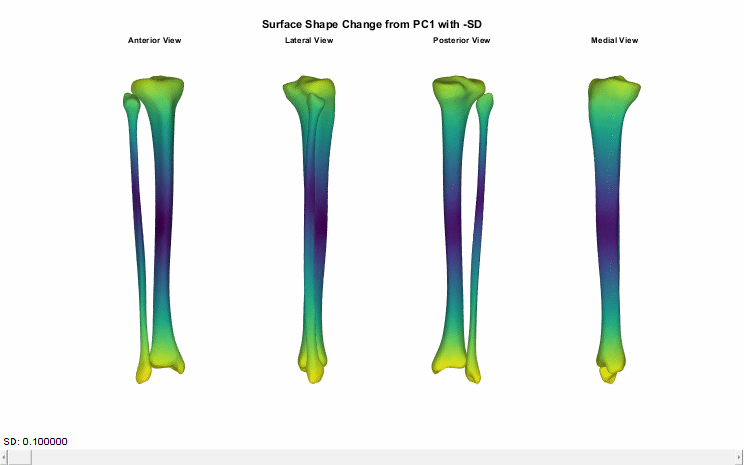 Surface Shape Change from PC1 with -SD
Anterior View
Lateral View
Posterior View
Medial View
SD: 0.100000